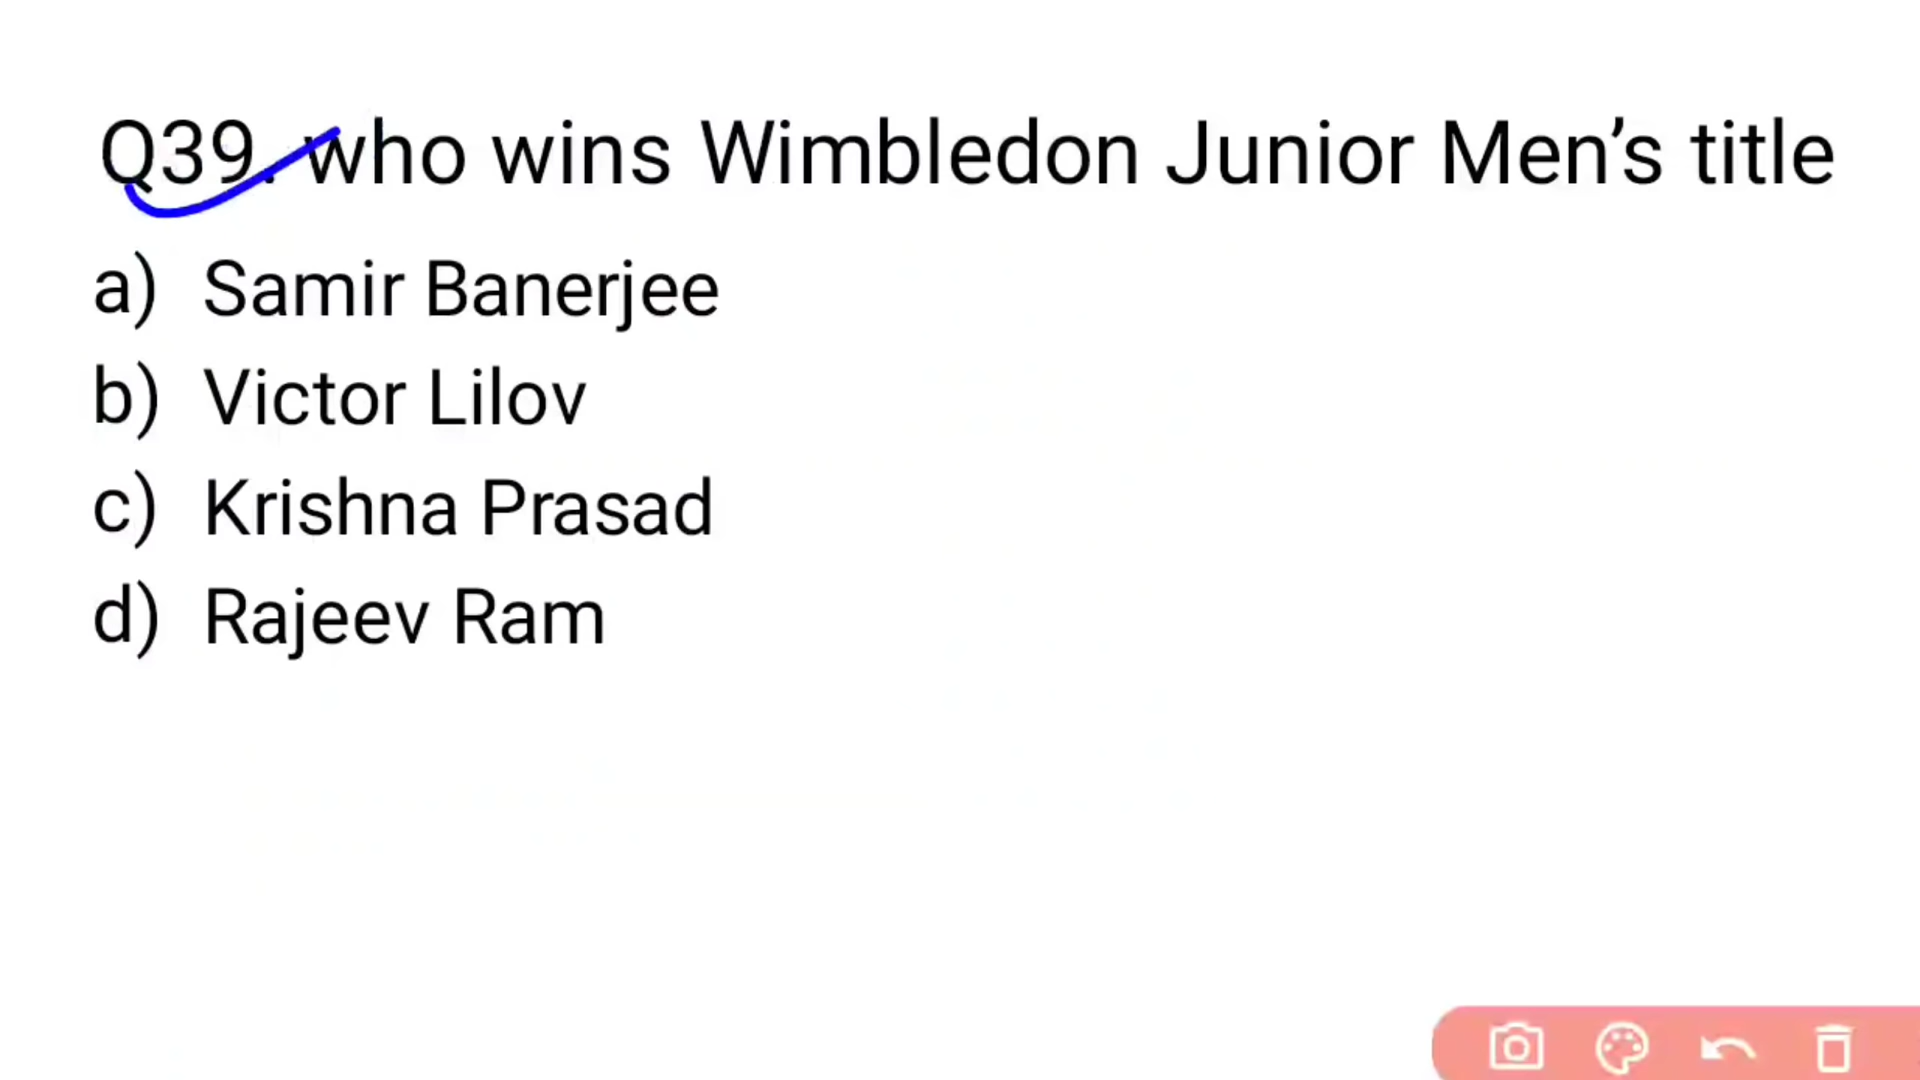 Q39. who wins Wimbledon Junior Men’s title
a) Samir Banerjee
b) Victor Lilov
c) Krishna Prasad
d) Rajeev Ram